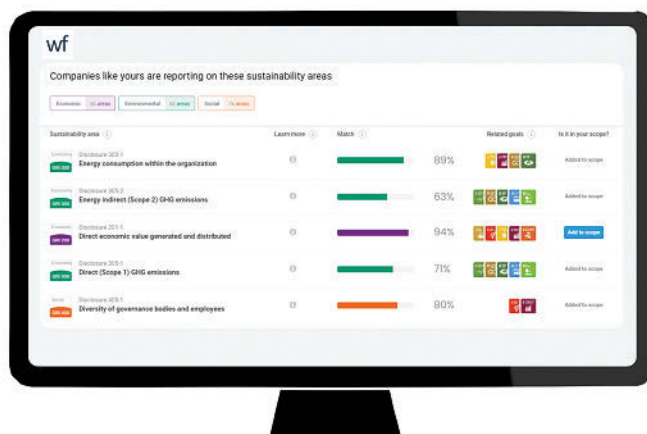 wf
Companies like yours are reporting on these sustainability areas
Economic areas Environmental areas Social areas
Sustainability area Learn more Match Related goals Is it in your scope?
Disclosure 302-1
Energy consumption within the organization 89% Added to scope
Disclosure 305-2
Energy indirect (Scope 2) GHG emissions 63% Added to scope
Disclosure 201-1
Direct economic value generated and distributed 94% Add to scope
Disclosure 305-1
Direct (Scope 1) GHG emissions 71% Added to scope
Social Disclosure 405-1
Diversity of governance bodies and employees 80% Added to scope